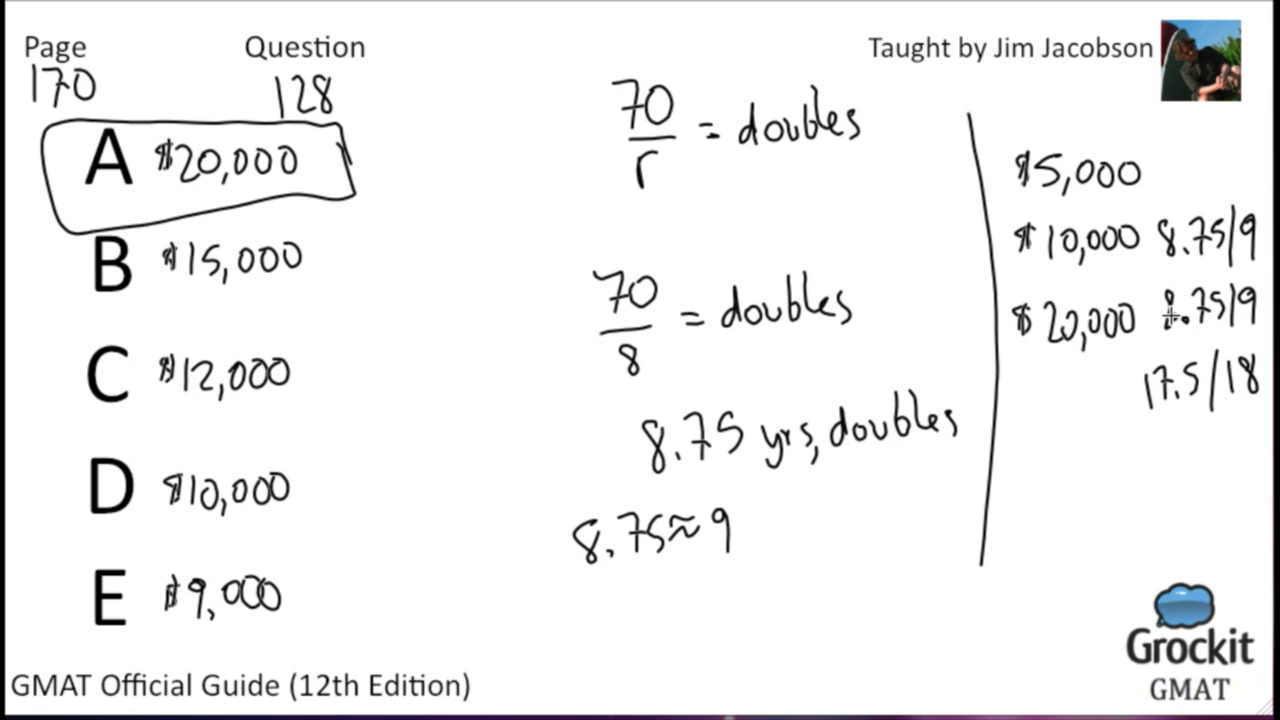 Page Question Taught by Jim Jacobson
170 128
A $20,000
B $15,000
C $12,000
D $10,000
E $9,000
70/r = doubles
70/8 = doubles
8.75 yrs, doubles
8.75≈9
$5,000
$10,000 8.75/9
$20,000 8.75/9
17.5/18
Grockit
GMAT
GMAT Official Guide (12th Edition)